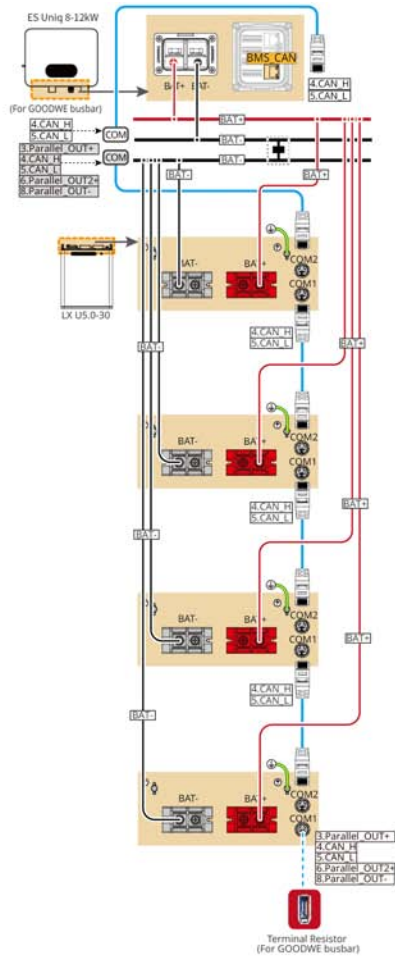 ES Uniq 8-12kW
(For GOODWE busbar)
BAT+
BAT-
BMS_CAN
4.CAN_H
5.CAN_L
4.CAN_H
5.CAN_L
COM
3.Parallel_OUT+
4.CAN_H
5.CAN_L
6.Parallel_OUT2+
8.Parallel_OUT-
COM
BAT+
BAT-
BAT-
BAT-
BAT+
LX U5.0-30
BAT-
BAT+
COM2
COM1
4.CAN_H
5.CAN_L
BAT-
BAT+
BAT-
BAT+
COM2
COM1
4.CAN_H
5.CAN_L
BAT+
BAT-
BAT-
BAT+
COM2
COM1
BAT+
4.CAN_H
5.CAN_L
BAT-
BAT-
BAT+
COM2
COM1
3.Parallel_OUT+
4.CAN_H
5.CAN_L
6.Parallel_OUT2+
8.Parallel_OUT-
Terminal Resistor
(For GOODWE busbar)